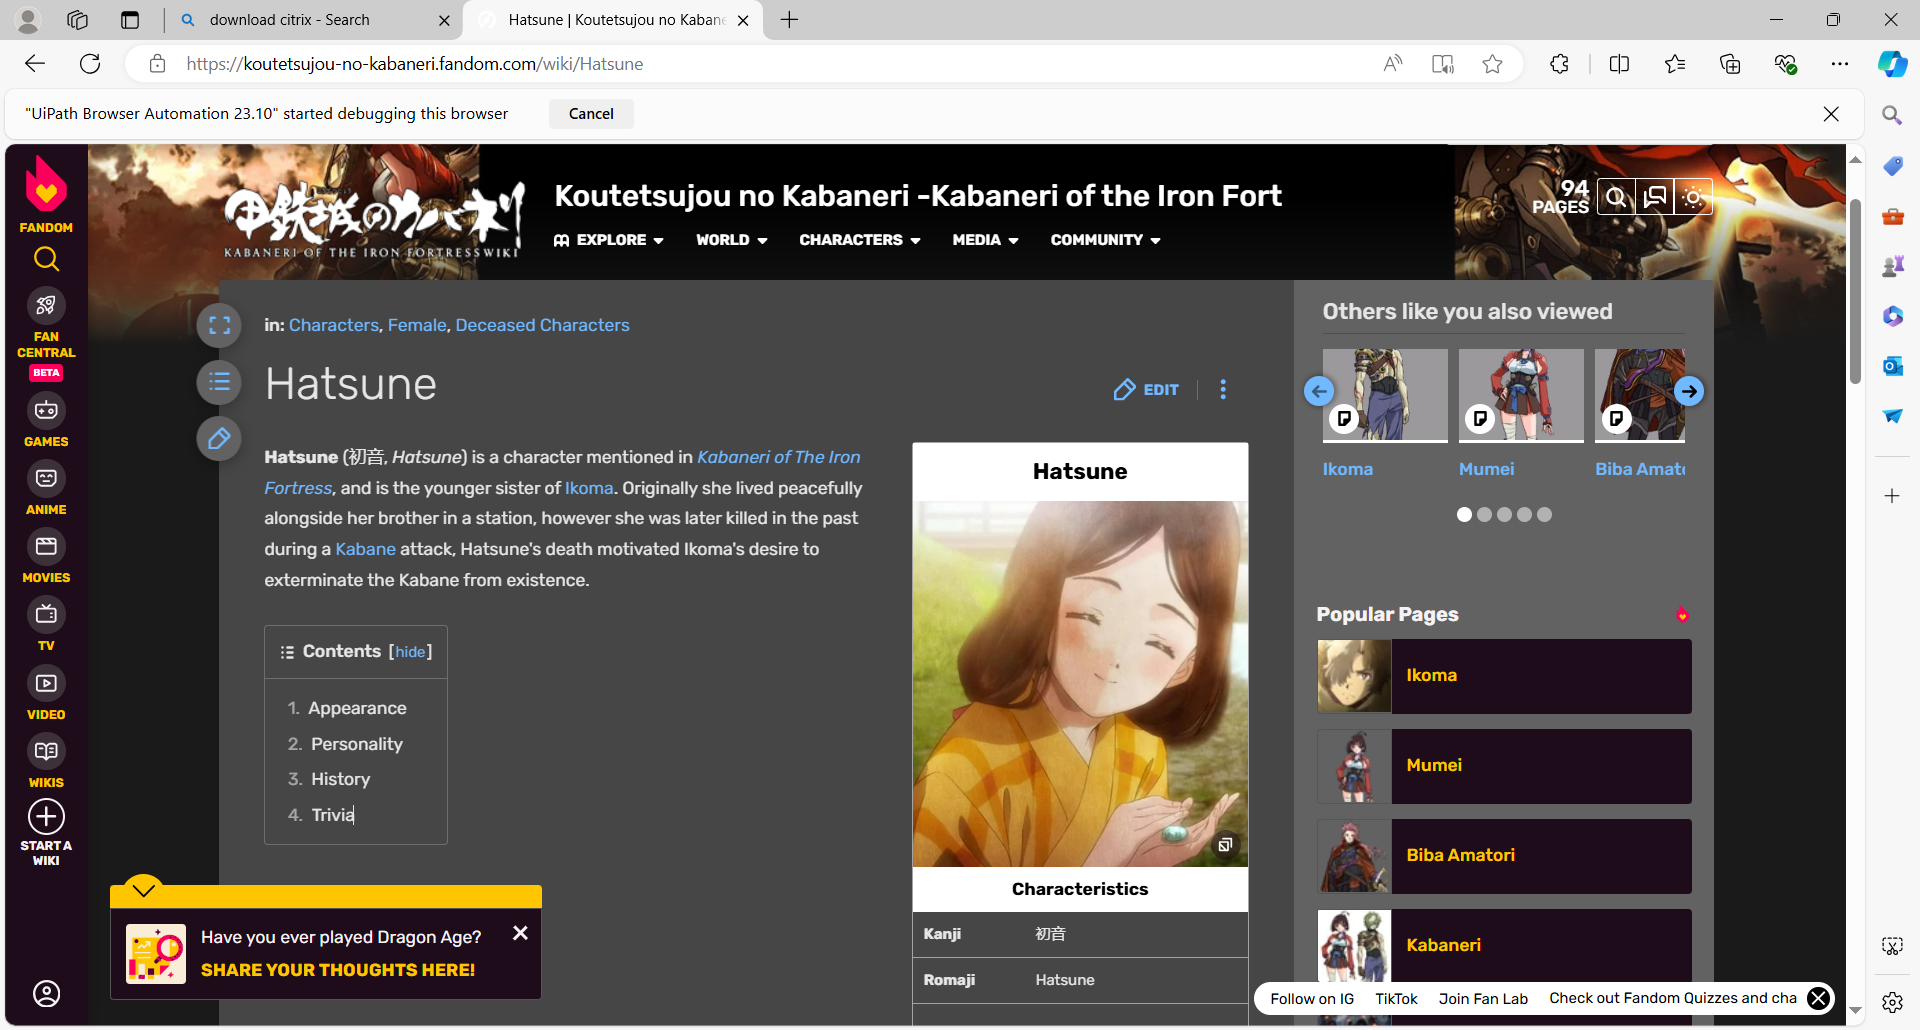 download citrix - Search
Hatsune | Koutetsujou no Kabane
https://koutetsujou-no-kabaneri.fandom.com/wiki/Hatsune
"UiPath Browser Automation 23.10" started debugging this browser
Cancel
甲鉄城のカバネリ
KABANERI OF THE IRON FORTRESS WIKI
Koutetsujou no Kabaneri -Kabaneri of the Iron Fort
94
PAGES
EXPLORE
WORLD
CHARACTERS
MEDIA
COMMUNITY
FANDOM
FAN
CENTRAL
BETA
GAMES
ANIME
MOVIES
TV
VIDEO
WIKIS
START A
WIKI
in: Characters, Female, Deceased Characters
Hatsune
EDIT
Hatsune (初音, Hatsune) is a character mentioned in Kabaneri of The Iron
Fortress, and is the younger sister of Ikoma. Originally she lived peacefully
alongside her brother in a station, however she was later killed in the past
during a Kabane attack, Hatsune's death motivated Ikoma's desire to
exterminate the Kabane from existence.
Contents [hide]
1. Appearance
2. Personality
3. History
4. Trivia
Hatsune
Characteristics
Kanji 初音
Romaji Hatsune
Others like you also viewed
Ikoma
Mumei
Biba Amato
Popular Pages
Ikoma
Mumei
Biba Amatori
Kabaneri
Have you ever played Dragon Age?
SHARE YOUR THOUGHTS HERE!
Follow on IG
TikTok
Join Fan Lab
Check out Fandom Quizzes and cha